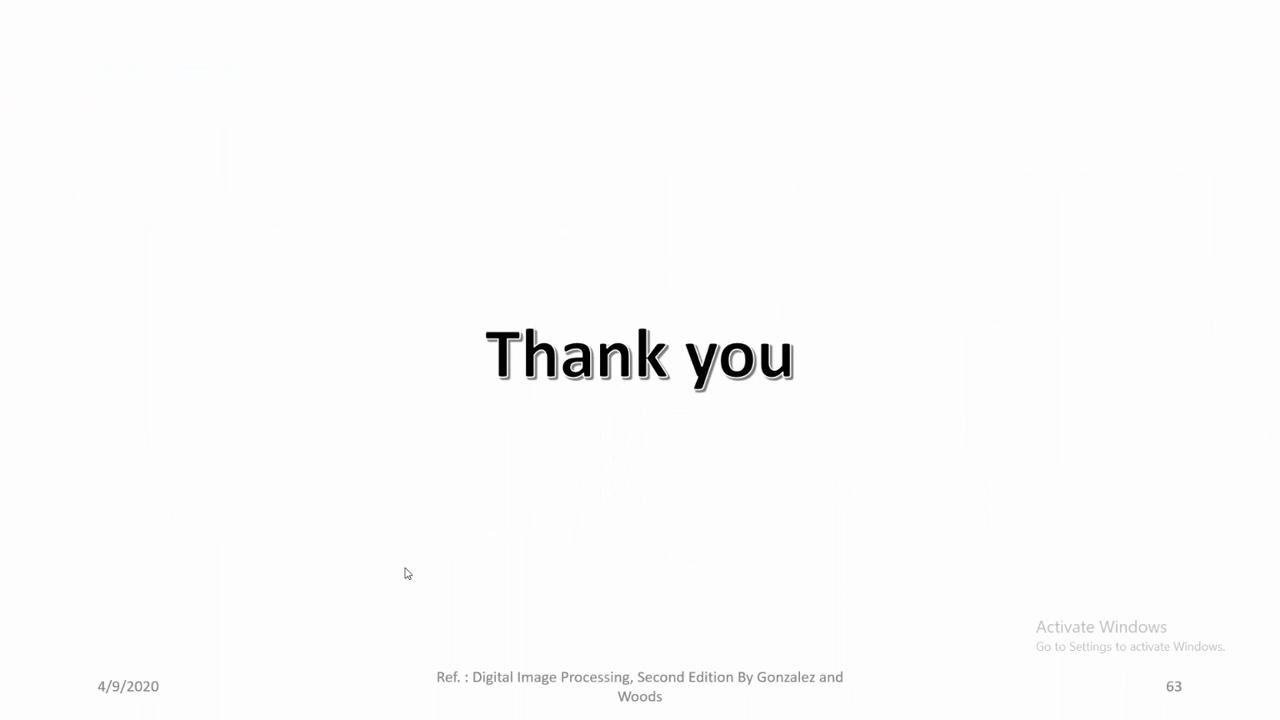 Thank you
Activate Windows
Go to Settings to activate Windows.
4/9/2020
Ref. : Digital Image Processing, Second Edition By Gonzalez and
Woods
63